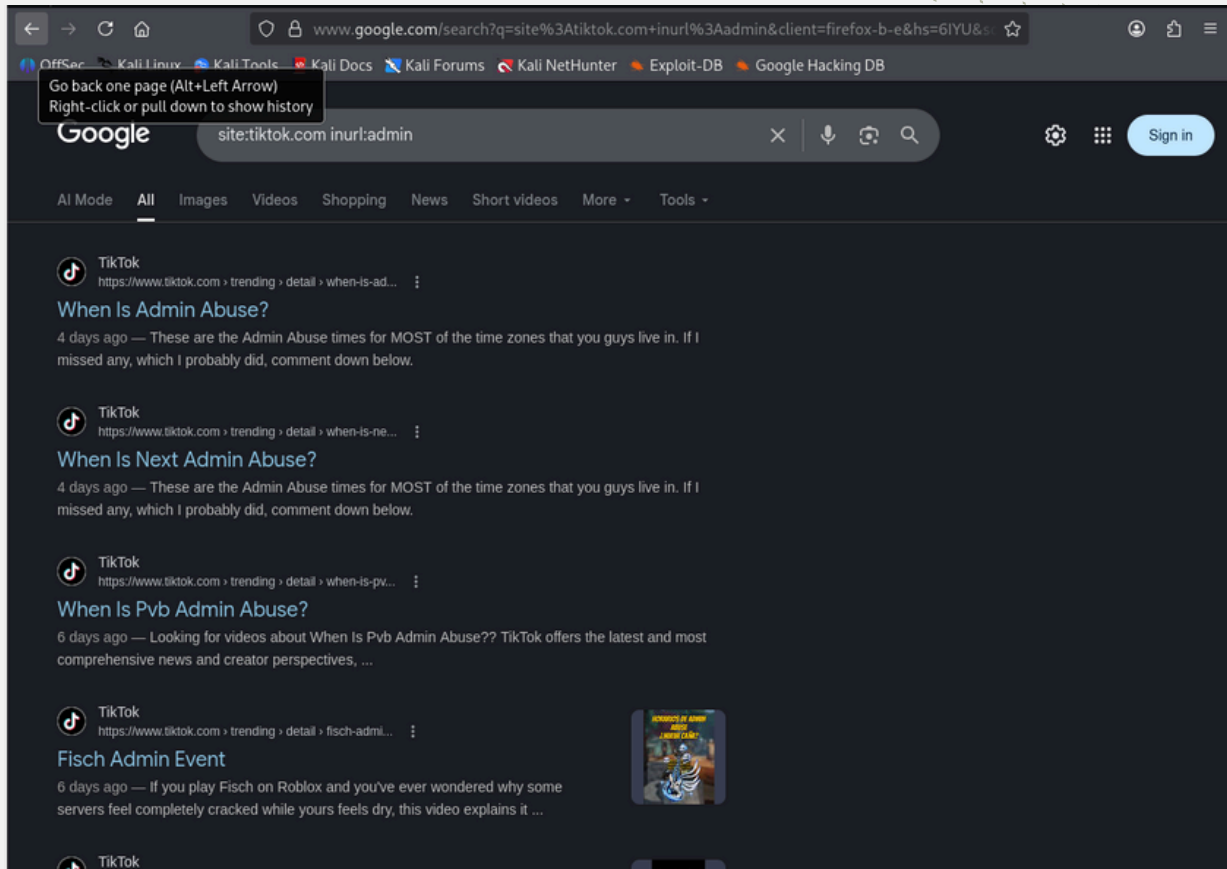 www.google.com/search?q=site%3Atiktok.com+inurl%3Aadmin&client=firefox-b-e&hs=6IYU&s
OffSec Kali Linux Kali Tools Kali Docs Kali Forums Kali NetHunter Exploit-DB Google Hacking DB
Go back one page (Alt+Left Arrow)
Right-click or pull down to show history
Google site:tiktok.com inurl:admin Sign in
AI Mode All Images Videos Shopping News Short videos More Tools
TikTok
https://www.tiktok.com › trending › detail › when-is-ad...
When Is Admin Abuse?
4 days ago — These are the Admin Abuse times for MOST of the time zones that you guys live in. If I
missed any, which I probably did, comment down below.
TikTok
https://www.tiktok.com › trending › detail › when-is-ne...
When Is Next Admin Abuse?
4 days ago — These are the Admin Abuse times for MOST of the time zones that you guys live in. If I
missed any, which I probably did, comment down below.
TikTok
https://www.tiktok.com › trending › detail › when-is-pv...
When Is Pvb Admin Abuse?
6 days ago — Looking for videos about When Is Pvb Admin Abuse?? TikTok offers the latest and most
comprehensive news and creator perspectives, ...
TikTok
https://www.tiktok.com › trending › detail › fisch-admi...
Fisch Admin Event
6 days ago — If you play Fisch on Roblox and you've ever wondered why some
servers feel completely cracked while yours feels dry, this video explains it ...
HORARIOS DE ADMIN
ABUSE
TikTok